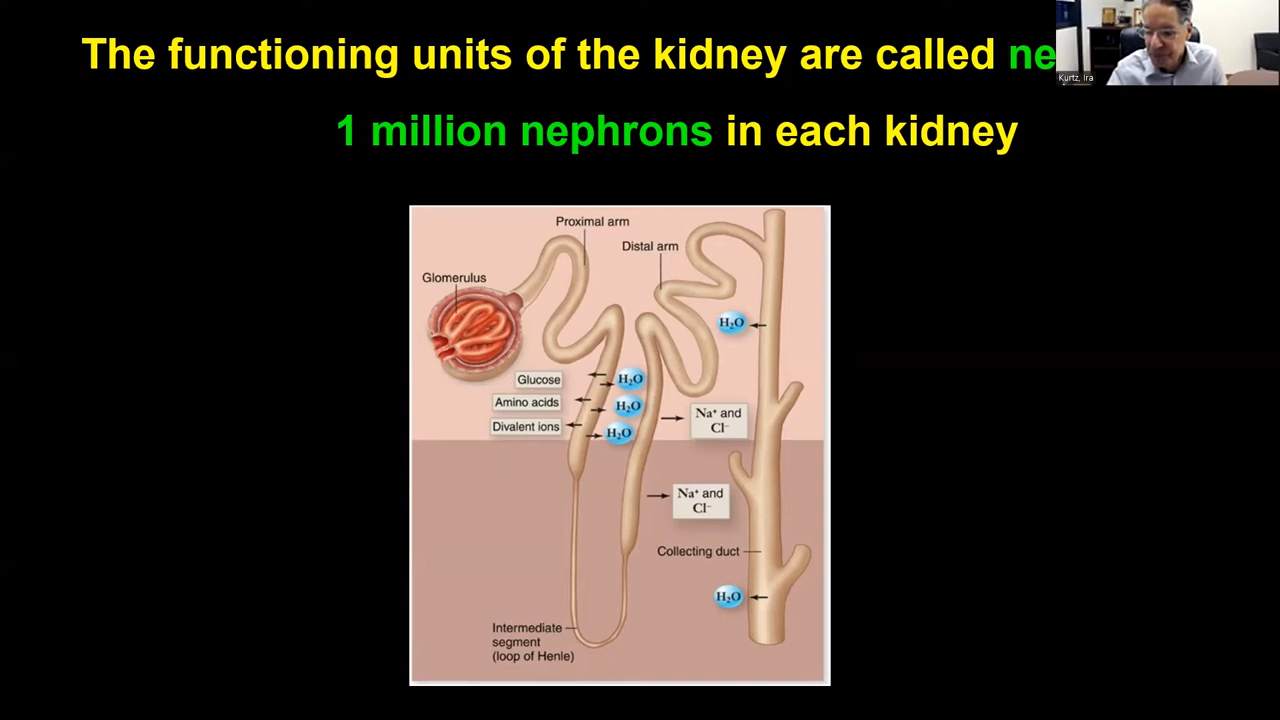 The functioning units of the kidney are called ne
Kurtz, Ira
1 million nephrons in each kidney
Proximal arm
Distal arm
Glomerulus
H₂O
Glucose
H₂O
Amino acids
H₂O
Na⁺ and
Cl⁻
Divalent ions
H₂O
Na⁺ and
Cl⁻
Collecting duct
H₂O
Intermediate
segment
(loop of Henle)